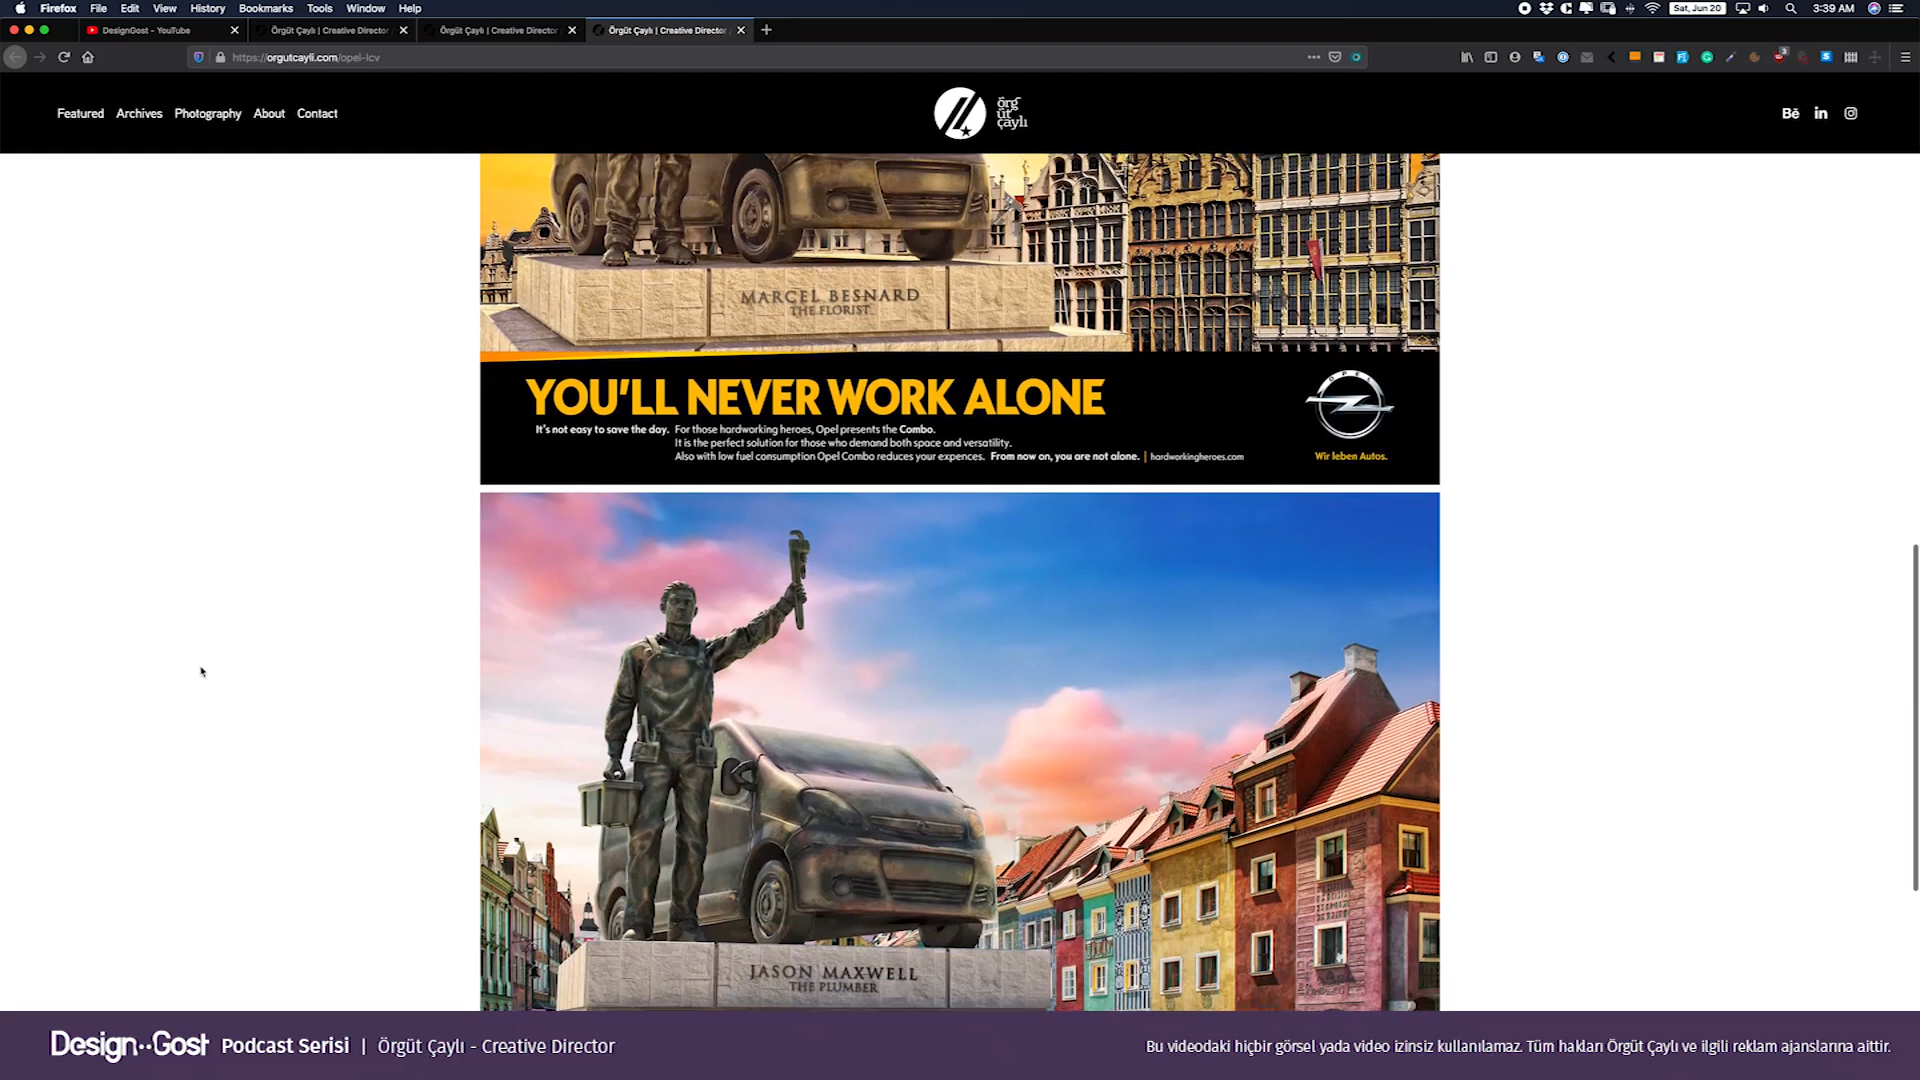 Firefox File Edit View History Bookmarks Tools Window Help
Sat, Jun 20
3:39 AM
DesignGost - YouTube
Örgüt Çaylı | Creative Director
Örgüt Çaylı | Creative Director
Örgüt Çaylı | Creative Director
https://orgutcayli.com/opel-lcv
Featured Archives Photography About Contact
örg
üt
çaylı
Bē in
MARCEL BESNARD
THE FLORIST
YOU'LL NEVER WORK ALONE
It's not easy to save the day. For those hardworking heroes, Opel presents the Combo.
It is the perfect solution for those who demand both space and versatility.
Also with low fuel consumption Opel Combo reduces your expences. From now on, you are not alone. | hardworkingheroes.com
OPEL
Wir leben Autos.
JASON MAXWELL
THE PLUMBER
Design··Gost Podcast Serisi | Örgüt Çaylı - Creative Director
Bu videodaki hiçbir görsel yada video izinsiz kullanılamaz. Tüm hakları Örgüt Çaylı ve ilgili reklam ajanslarına aittir.